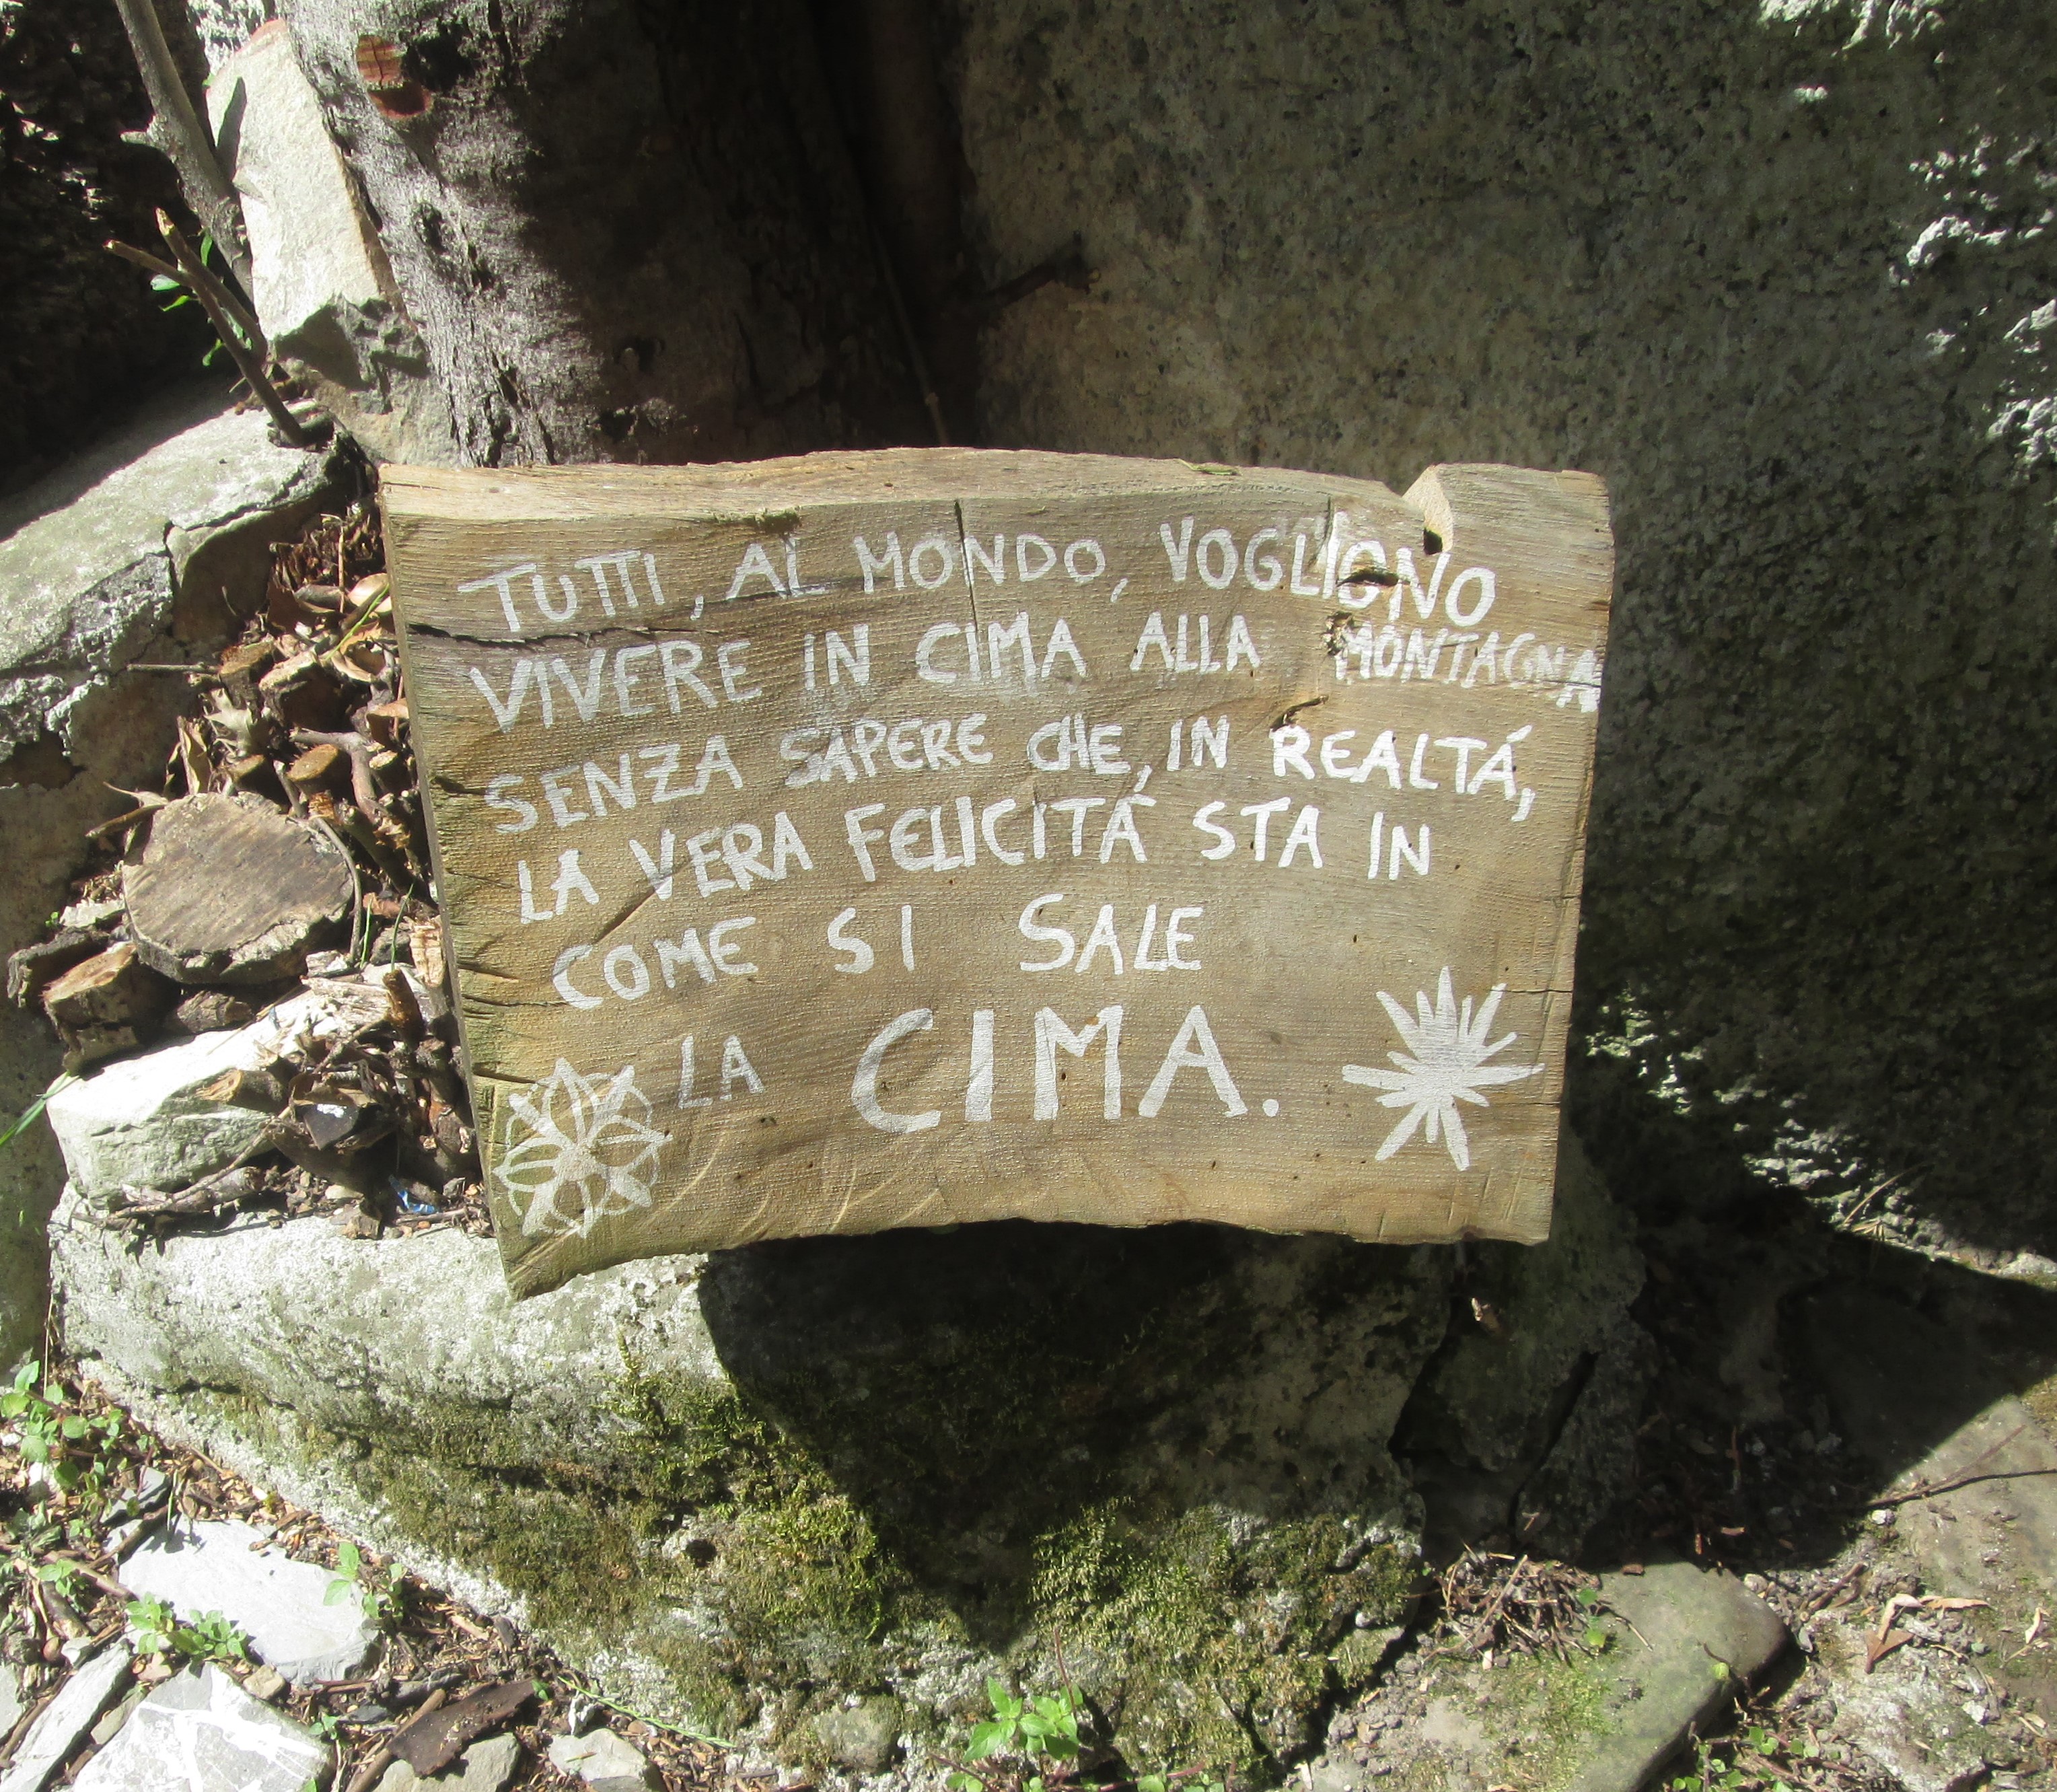 TUTTI, AL MONDO, VOGLIONO
VIVERE IN CIMA ALLA MONTAGNA
SENZA SAPERE CHE, IN REALTÁ,
LA VERA FELICITÁ STA IN
COME SI SALE
LA CIMA.